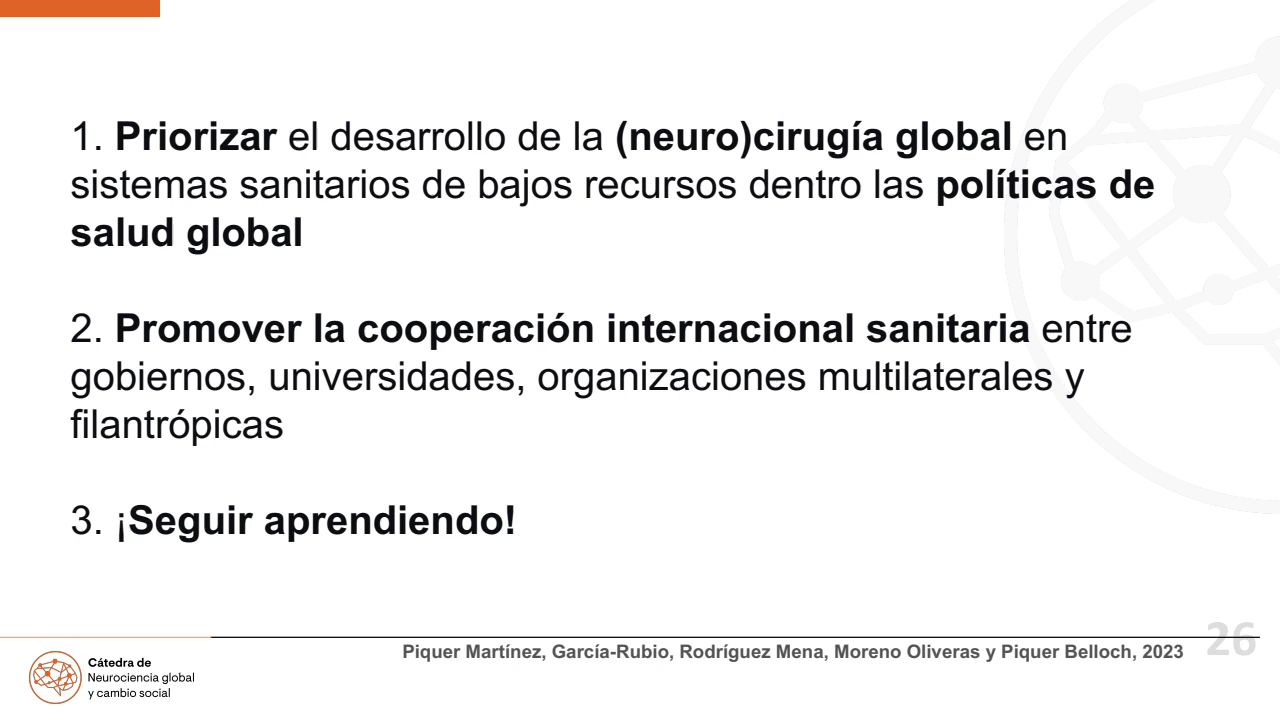 1. Priorizar el desarrollo de la (neuro)cirugía global en
sistemas sanitarios de bajos recursos dentro las políticas de
salud global
2. Promover la cooperación internacional sanitaria entre
gobiernos, universidades, organizaciones multilaterales y
filantrópicas
3. ¡Seguir aprendiendo!
Piquer Martínez, García-Rubio, Rodríguez Mena, Moreno Oliveras y Piquer Belloch, 2023
26
Cátedra de
Neurociencia global
y cambio social